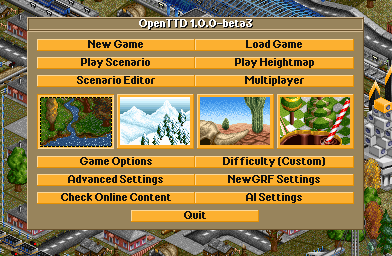 OpenTTD 1.0.0-beta3
New Game Load Game
Play Scenario Play Heightmap
Scenario Editor Multiplayer
Game Options Difficulty (Custom)
Advanced Settings NewGRF Settings
Check Online Content AI Settings
Quit